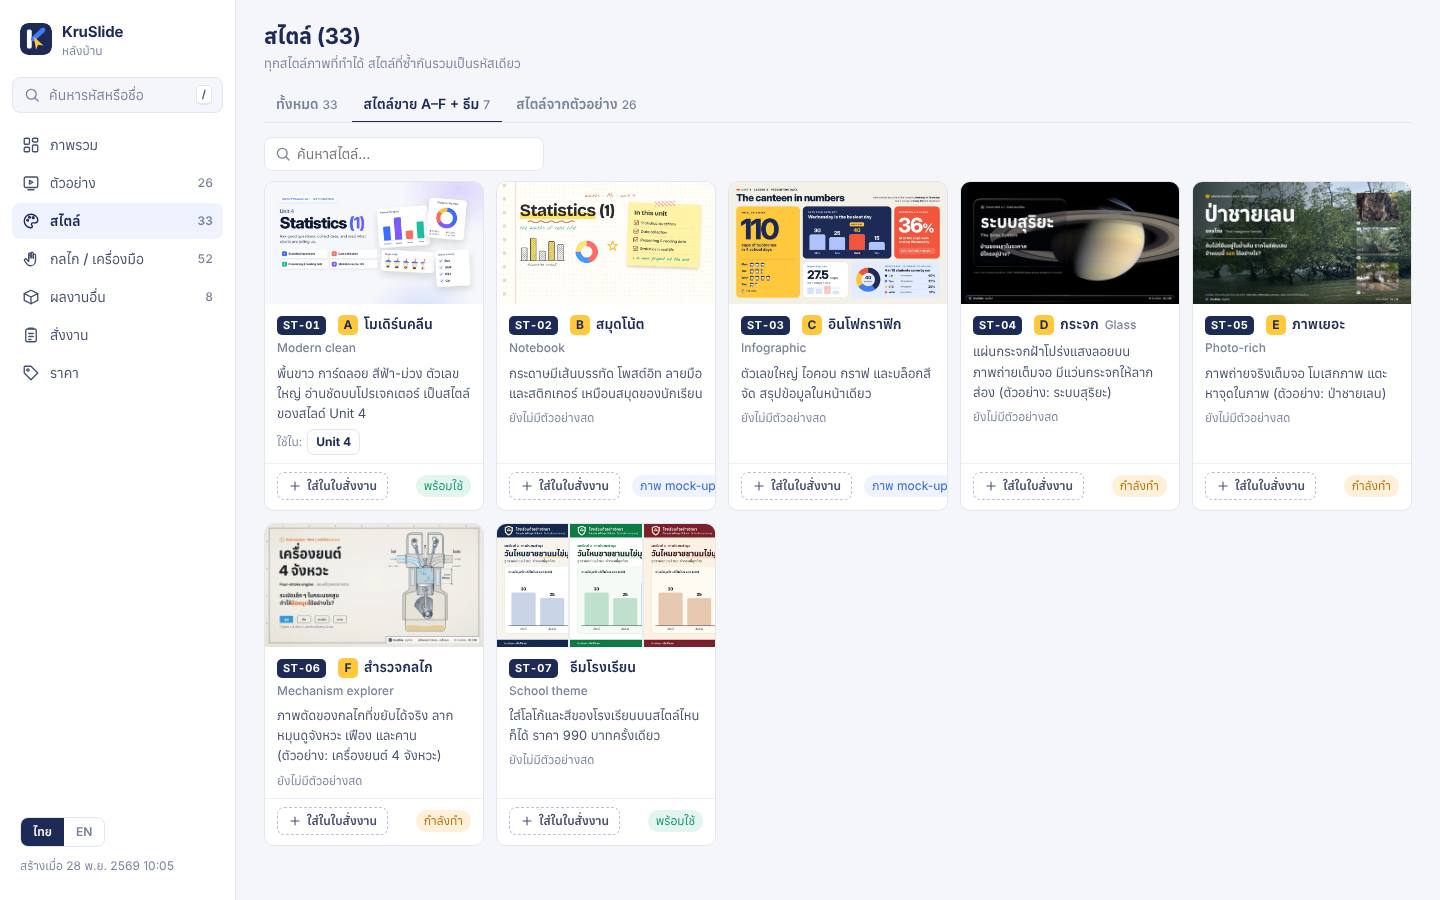 KruSlide
หลังบ้าน
ค้นหารหัสหรือชื่อ
/
ภาพรวม
ตัวอย่าง 26
สไตล์ 33
กลไก / เครื่องมือ 52
ผลงานอื่น 8
สั่งงาน
ราคา
ไทย EN
สร้างเมื่อ 28 พ.ย. 2569 10:05
สไตล์ (33)
ทุกสไตล์ภาพที่ทำได้ สไตล์ที่ซ้ำกันรวมเป็นรหัสเดียว
ทั้งหมด 33 สไตล์ขาย A–F + ธีม 7 สไตล์จากตัวอย่าง 26
ค้นหาสไตล์...
Unit 4
Statistics (1)
ST-01 A โมเดิร์นคลีน
Modern clean
พื้นขาว การ์ดลอย สีฟ้า-ม่วง ตัวเลข
ใหญ่ อ่านชัดบนโปรเจกเตอร์ เป็นสไตล์
ของสไลด์ Unit 4
ใช้ใน: Unit 4
ใส่ในใบสั่งงาน พร้อมใช้
Statistics (1)
In this unit
ST-02 B สมุดโน้ต
Notebook
กระดาษมีเส้นบรรทัด โพสต์อิท ลายมือ
และสติกเกอร์ เหมือนสมุดของนักเรียน
ยังไม่มีตัวอย่างสด
ใส่ในใบสั่งงาน ภาพ mock-up
The canteen in numbers
110
Wednesday is the busiest day
30 25 40 15
36%
27.5
ST-03 C อินโฟกราฟิก
Infographic
ตัวเลขใหญ่ ไอคอน กราฟ และบล็อกสี
จัด สรุปข้อมูลในหน้าเดียว
ยังไม่มีตัวอย่างสด
ใส่ในใบสั่งงาน ภาพ mock-up
ระบบสุริยะ
ST-04 D กระจก Glass
แผ่นกระจกฝ้าโปร่งแสงลอยบน
ภาพถ่ายเต็มจอ มีแว่นกระจกให้ลาก
ส่อง (ตัวอย่าง: ระบบสุริยะ)
ยังไม่มีตัวอย่างสด
ใส่ในใบสั่งงาน กำลังทำ
ป่าชายเลน
ST-05 E ภาพเยอะ
Photo-rich
ภาพถ่ายจริงเต็มจอ โมเสกภาพ แตะ
หาจุดในภาพ (ตัวอย่าง: ป่าชายเลน)
ยังไม่มีตัวอย่างสด
ใส่ในใบสั่งงาน กำลังทำ
เครื่องยนต์
4 จังหวะ
ST-06 F สำรวจกลไก
Mechanism explorer
ภาพตัดของกลไกที่ขยับได้จริง ลาก
หมุนดูจังหวะ เฟือง และคาน
(ตัวอย่าง: เครื่องยนต์ 4 จังหวะ)
ยังไม่มีตัวอย่างสด
ใส่ในใบสั่งงาน กำลังทำ
ST-07 ธีมโรงเรียน
School theme
ใส่โลโก้และสีของโรงเรียนบนสไตล์ไหน
ก็ได้ ราคา 990 บาทครั้งเดียว
ยังไม่มีตัวอย่างสด
ใส่ในใบสั่งงาน พร้อมใช้